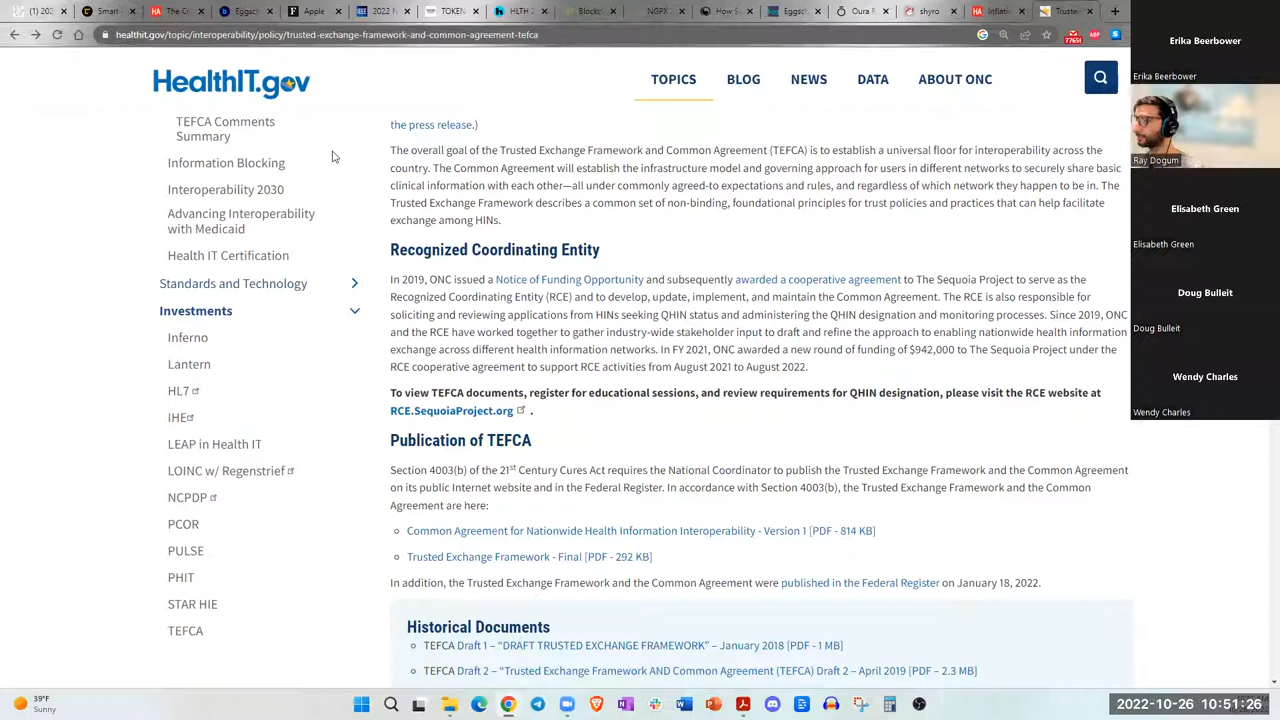 (1) 202
Smart-
The Co
Eggsch
Apple
2022 N
TOKEN
HLTH 2
Blocks
NGPX
How S
Eggsch
Oura R
shyro
Inflatio
Truste
healthit.gov/topic/interoperability/policy/trusted-exchange-framework-and-common-agreement-tefca
HealthIT.gov
TOPICS BLOG NEWS DATA ABOUT ONC
TEFCA Comments
Summary
Information Blocking
Interoperability 2030
Advancing Interoperability
with Medicaid
Health IT Certification
Standards and Technology
Investments
Inferno
Lantern
HL7
IHE
LEAP in Health IT
LOINC w/ Regenstrief
NCPDP
PCOR
PULSE
PHIT
STAR HIE
TEFCA
the press release.)
The overall goal of the Trusted Exchange Framework and Common Agreement (TEFCA) is to establish a universal floor for interoperability across the
country. The Common Agreement will establish the infrastructure model and governing approach for users in different networks to securely share basic
clinical information with each other—all under commonly agreed-to expectations and rules, and regardless of which network they happen to be in. The
Trusted Exchange Framework describes a common set of non-binding, foundational principles for trust policies and practices that can help facilitate
exchange among HINs.
Recognized Coordinating Entity
In 2019, ONC issued a Notice of Funding Opportunity and subsequently awarded a cooperative agreement to The Sequoia Project to serve as the
Recognized Coordinating Entity (RCE) and to develop, update, implement, and maintain the Common Agreement. The RCE is also responsible for
soliciting and reviewing applications from HINs seeking QHIN status and administering the QHIN designation and monitoring processes. Since 2019, ONC
and the RCE have worked together to gather industry-wide stakeholder input to draft and refine the approach to enabling nationwide health information
exchange across different health information networks. In FY 2021, ONC awarded a new round of funding of $942,000 to The Sequoia Project under the
RCE cooperative agreement to support RCE activities from August 2021 to August 2022.
To view TEFCA documents, register for educational sessions, and review requirements for QHIN designation, please visit the RCE website at
RCE.SequoiaProject.org .
Publication of TEFCA
Section 4003(b) of the 21st Century Cures Act requires the National Coordinator to publish the Trusted Exchange Framework and the Common Agreement
on its public Internet website and in the Federal Register. In accordance with Section 4003(b), the Trusted Exchange Framework and the Common
Agreement are here:
Common Agreement for Nationwide Health Information Interoperability - Version 1 [PDF - 814 KB]
Trusted Exchange Framework - Final [PDF - 292 KB]
In addition, the Trusted Exchange Framework and the Common Agreement were published in the Federal Register on January 18, 2022.
Historical Documents
TEFCA Draft 1 – “DRAFT TRUSTED EXCHANGE FRAMEWORK” – January 2018 [PDF - 1 MB]
TEFCA Draft 2 – “Trusted Exchange Framework AND Common Agreement (TEFCA) Draft 2 – April 2019 [PDF – 2.3 MB]
Erika Beerbower
Erika Beerbower
Ray Dogum
Elisabeth Green
Elisabeth Green
Doug Bulleit
Doug Bulleit
Wendy Charles
Wendy Charles
39°F
Sunny
2022-10-26 10:51:26